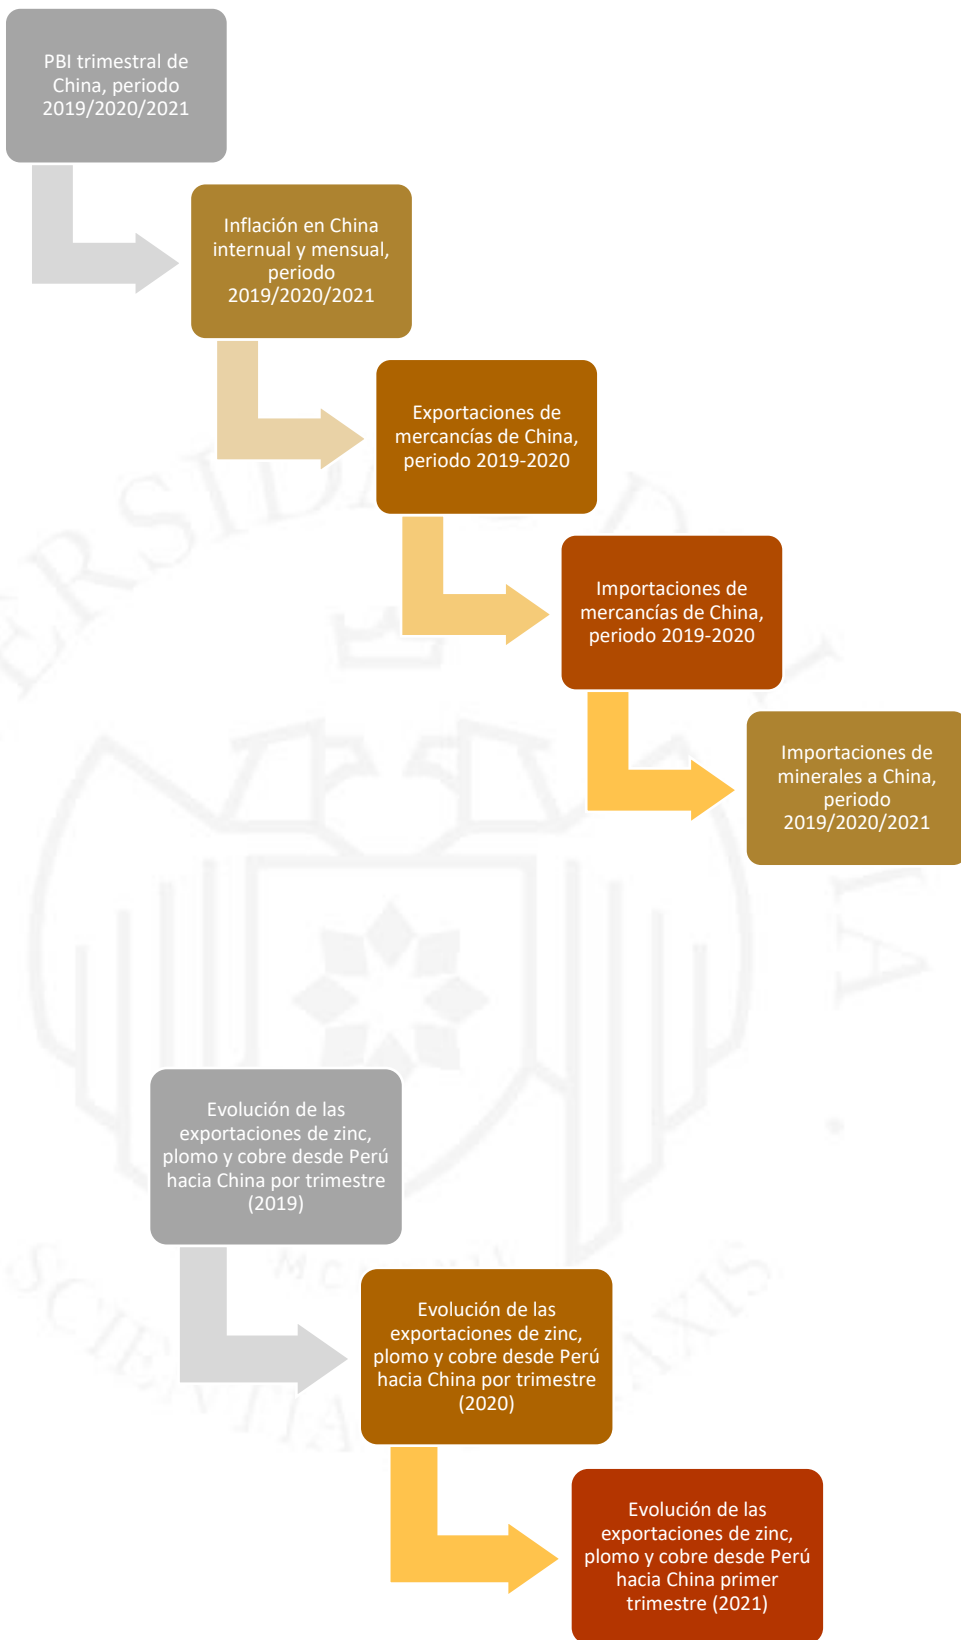 PBI trimestral de
China, periodo
2019/2020/2021
Inflación en China
internual y mensual,
periodo
2019/2020/2021
Exportaciones de
mercancías de China,
periodo 2019-2020
Importaciones de
mercancías de China,
periodo 2019-2020
Importaciones de
minerales a China,
periodo
2019/2020/2021
Evolución de las
exportaciones de zinc,
plomo y cobre desde Perú
hacia China por trimestre
(2019)
Evolución de las
exportaciones de zinc,
plomo y cobre desde Perú
hacia China por trimestre
(2020)
Evolución de las
exportaciones de zinc,
plomo y cobre desde Perú
hacia China primer
trimestre (2021)